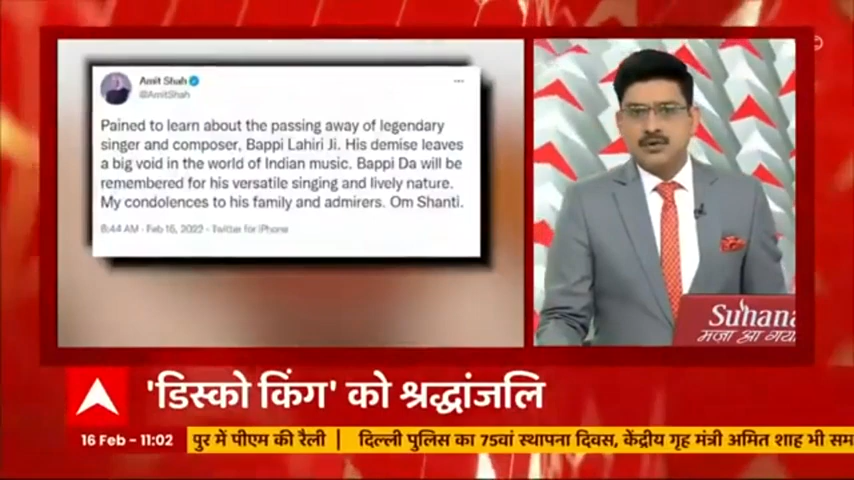 Amit Shah
@AmitShah
Pained to learn about the passing away of legendary
singer and composer, Bappi Lahiri Ji. His demise leaves
a big void in the world of Indian music. Bappi Da will be
remembered for his versatile singing and lively nature.
My condolences to his family and admirers. Om Shanti.
8:44 AM · Feb 16, 2022 · Twitter for iPhone
Suhana
मज़ा आ गया
'डिस्को किंग' को श्रद्धांजलि
16 Feb - 11:02
पुर में पीएम की रैली | दिल्ली पुलिस का 75वां स्थापना दिवस, केंद्रीय गृह मंत्री अमित शाह भी सम